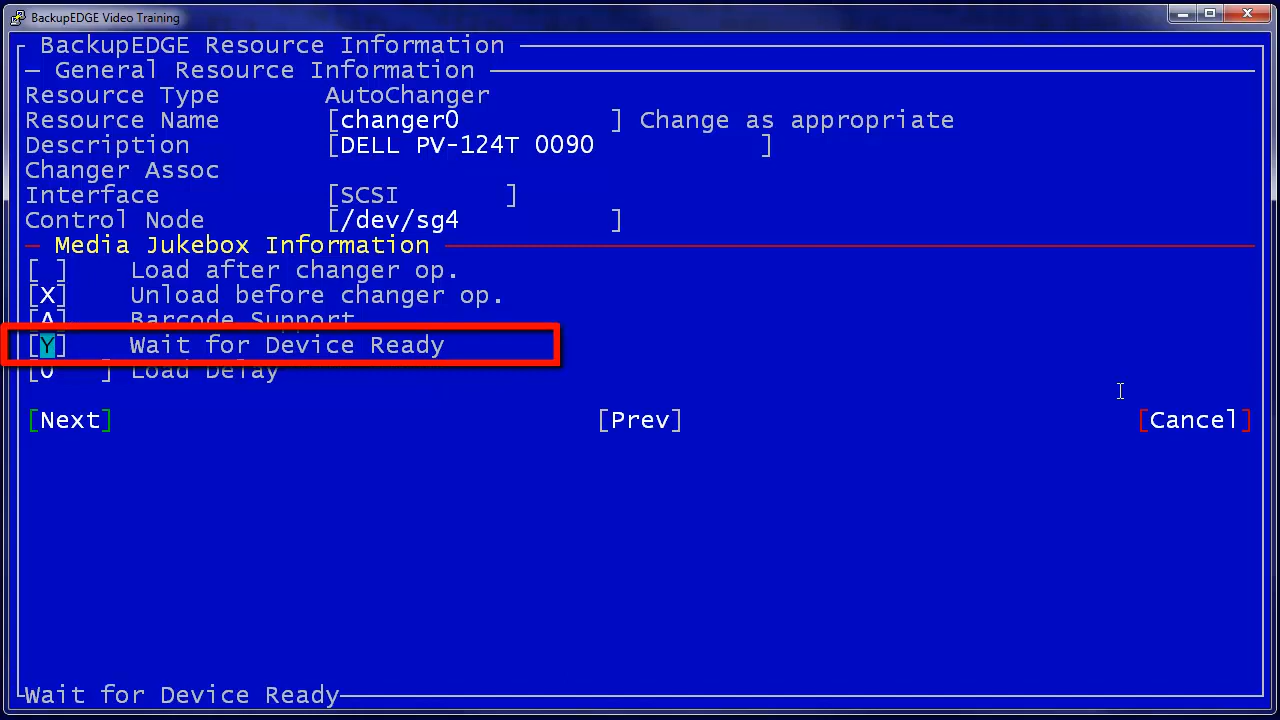 BackupEDGE Video Training
BackupEDGE Resource Information
General Resource Information
Resource Type AutoChanger
Resource Name [changer0 ] Change as appropriate
Description [DELL PV-124T 0090 ]
Changer Assoc
Interface [SCSI ]
Control Node [/dev/sg4 ]
Media Jukebox Information
[ ] Load after changer op.
[X] Unload before changer op.
[A] Barcode Support
[Y] Wait for Device Ready
[0 ] Load Delay
[Next] [Prev] [Cancel]
Wait for Device Ready